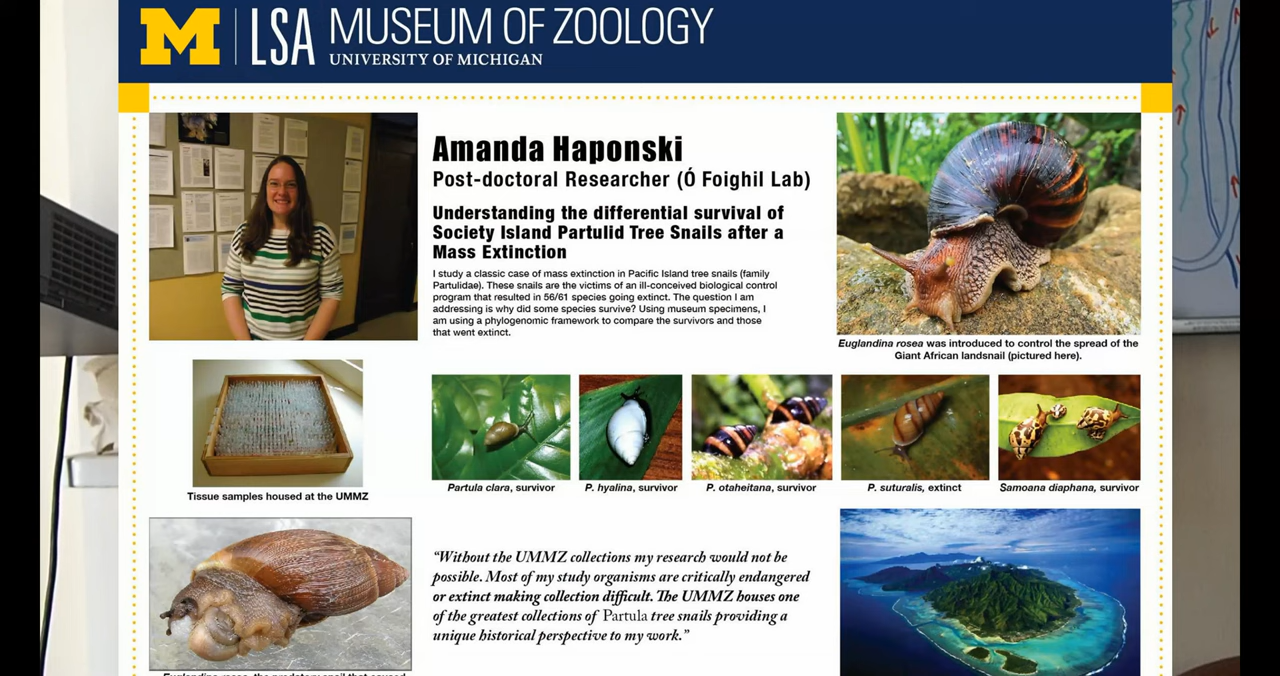 M LSA MUSEUM OF ZOOLOGY
UNIVERSITY OF MICHIGAN
Amanda Haponski
Post-doctoral Researcher (Ó Foighil Lab)
Understanding the differential survival of
Society Island Partulid Tree Snails after a
Mass Extinction
I study a classic case of mass extinction in Pacific Island tree snails (family
Partulidae). These snails are the victims of an ill-conceived biological control
program that resulted in 56/61 species going extinct. The question I am
addressing is why did some species survive? Using museum specimens, I
am using a phylogenomic framework to compare the survivors and those
that went extinct.
Euglandina rosea was introduced to control the spread of the
Giant African landsnail (pictured here).
Tissue samples housed at the UMMZ
Partula clara, survivor
P. hyalina, survivor
P. otaheitana, survivor
P. suturalis, extinct
Samoana diaphana, survivor
“Without the UMMZ collections my research would not be
possible. Most of my study organisms are critically endangered
or extinct making collection difficult. The UMMZ houses one
of the greatest collections of Partula tree snails providing a
unique historical perspective to my work.”
Euglandina rosea, the predatory snail that caused